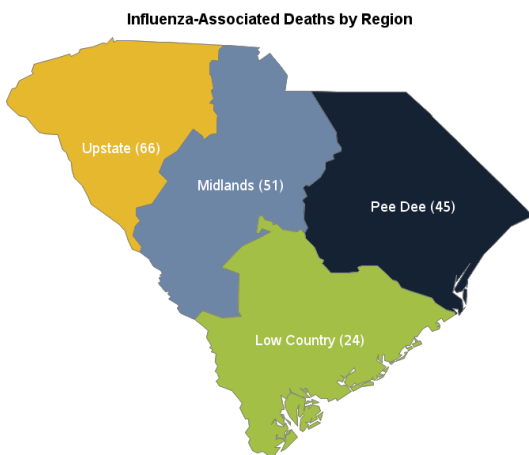 Influenza-Associated Deaths by Region
Upstate (66)
Midlands (51)
Pee Dee (45)
Low Country (24)